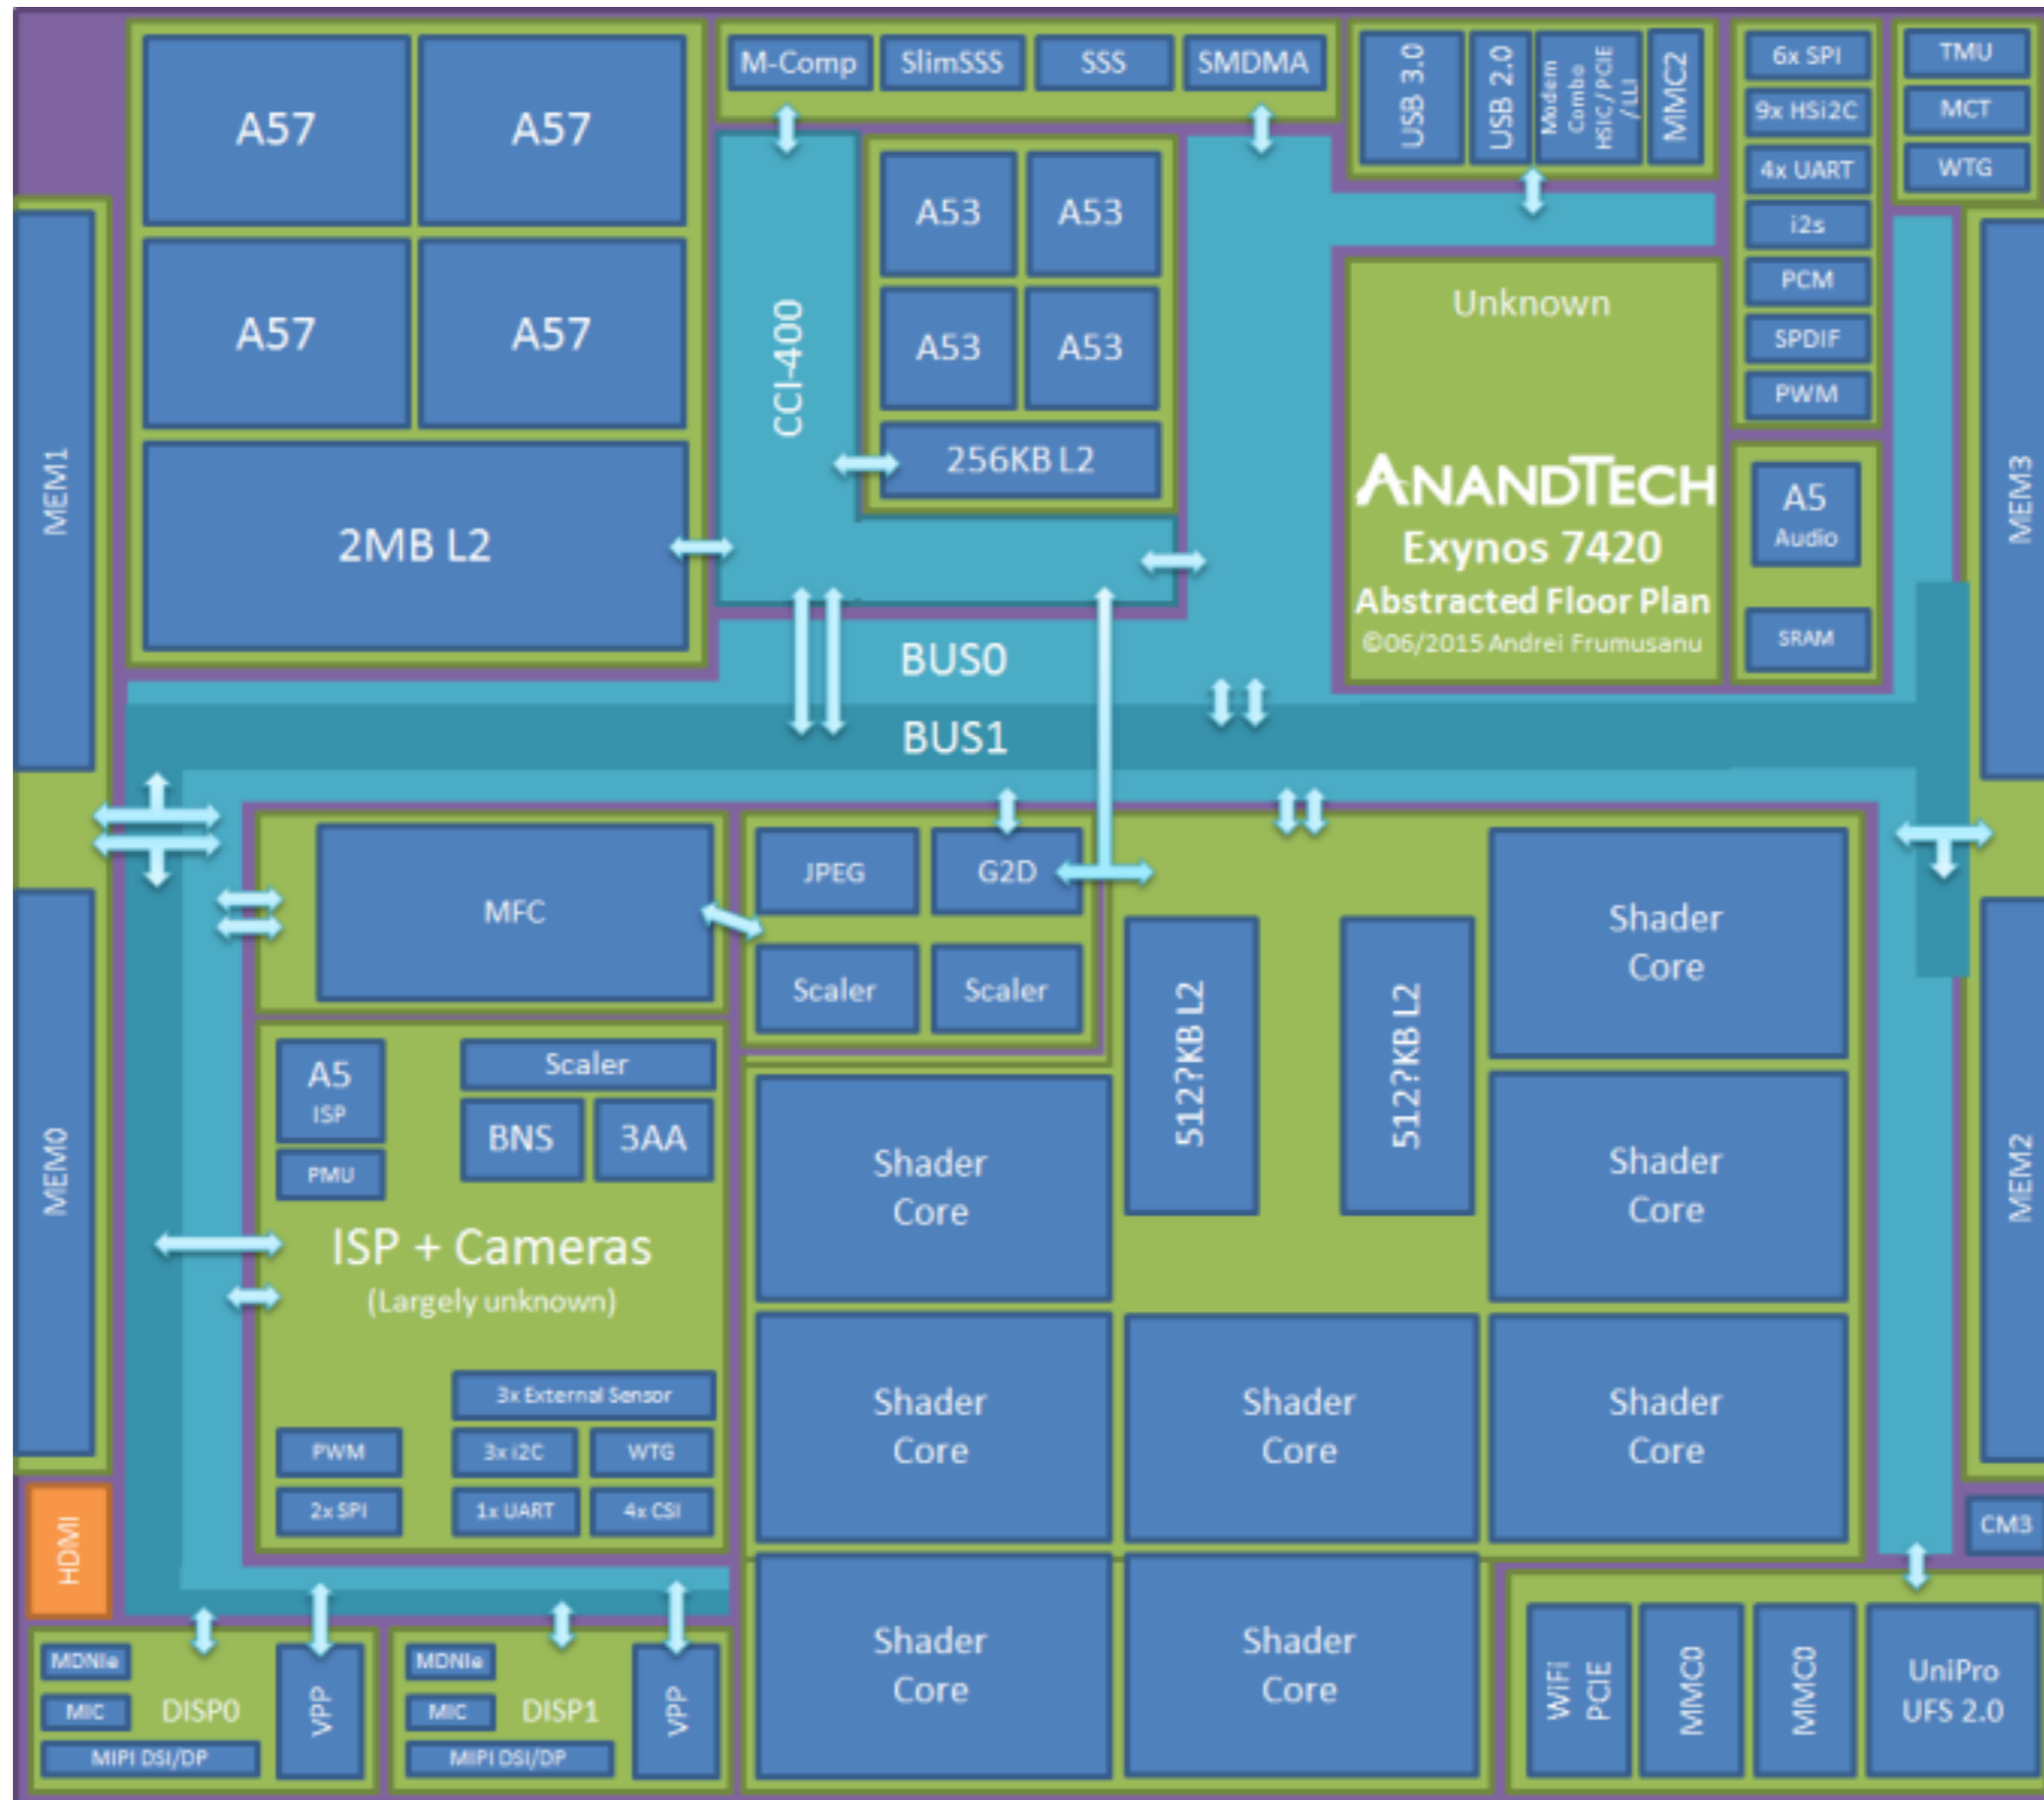 A57
A57
A57
A57
2MB L2
M-Comp
SlimSSS
SSS
SMDMA
CCI-400
A53
A53
A53
A53
256KB L2
USB 3.0
USB 2.0
Modem
Combo
HSIC/PCIE
/LLI
MMC2
6x SPI
9x HSi2C
4x UART
i2s
PCM
SPDIF
PWM
TMU
MCT
WTG
Unknown
ANANDTECH
Exynos 7420
Abstracted Floor Plan
©06/2015 Andrei Frumusanu
A5
Audio
SRAM
MEM1
MEM3
BUS0
BUS1
MEM0
MEM2
MFC
JPEG
G2D
Scaler
Scaler
A5
ISP
PMU
Scaler
BNS
3AA
ISP + Cameras
(Largely unknown)
3x External Sensor
PWM
3x i2C
WTG
2x SPI
1x UART
4x CSI
512?KB L2
512?KB L2
Shader
Core
Shader
Core
Shader
Core
Shader
Core
Shader
Core
Shader
Core
Shader
Core
Shader
Core
HDMI
CM3
MDNIe
MIC
DISP0
MIPI DSI/DP
VPP
MDNIe
MIC
DISP1
MIPI DSI/DP
VPP
WiFi
PCIE
MMC0
MMC0
UniPro
UFS 2.0